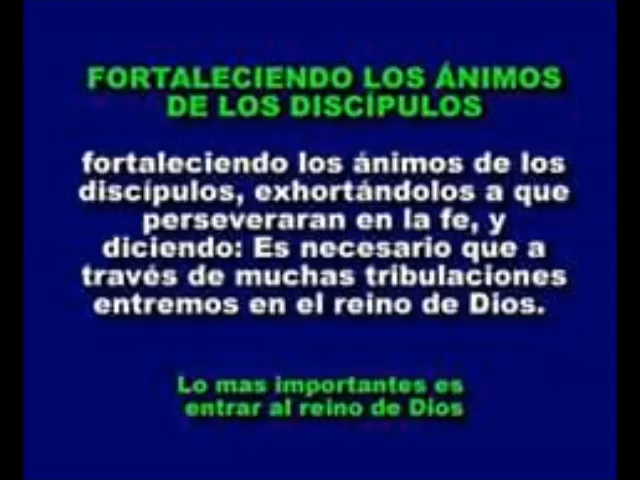 FORTALECIENDO LOS ÁNIMOS
DE LOS DISCÍPULOS
fortaleciendo los ánimos de los
discípulos, exhortándolos a que
perseveraran en la fe, y
diciendo: Es necesario que a
través de muchas tribulaciones
entremos en el reino de Dios.
Lo mas importantes es
entrar al reino de Dios